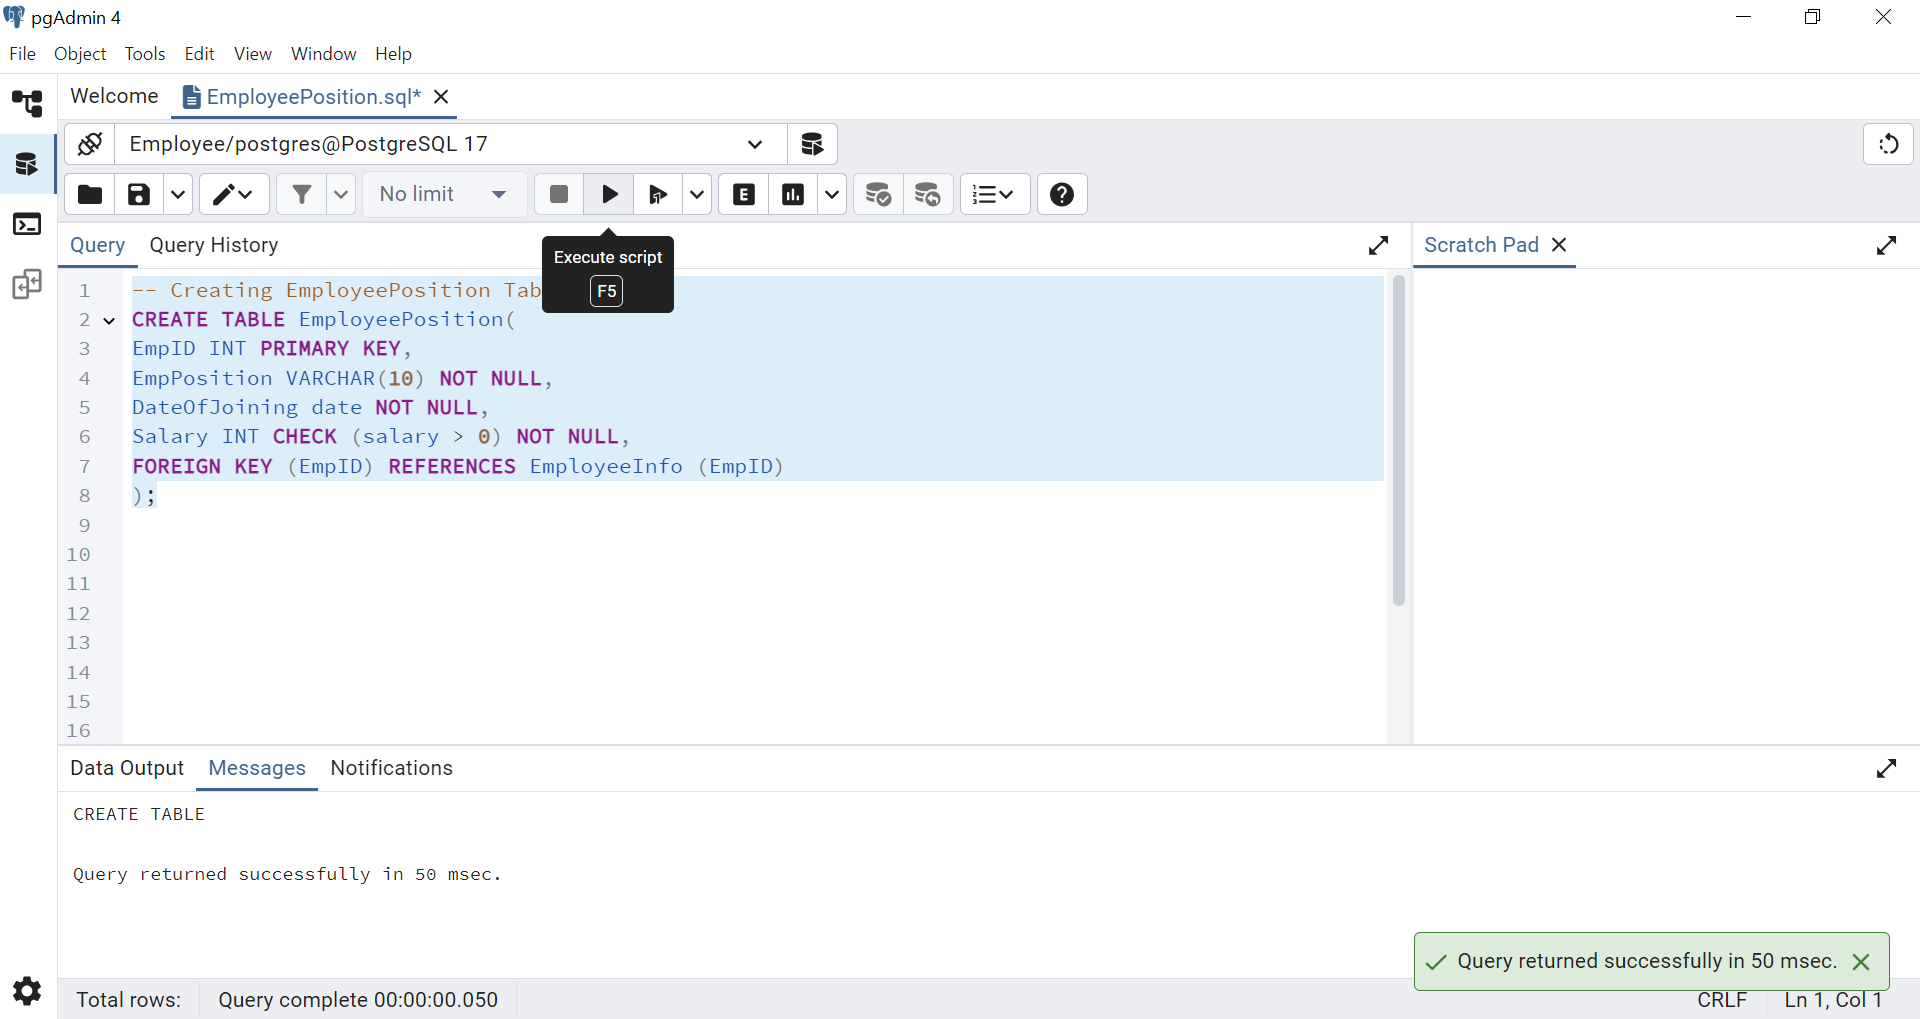 pgAdmin 4
File Object Tools Edit View Window Help
Welcome EmployeePosition.sql*
Employee/postgres@PostgreSQL 17
No limit
E
Query Query History
Scratch Pad
Execute script
F5
1 -- Creating EmployeePosition Tab
2 CREATE TABLE EmployeePosition(
3 EmpID INT PRIMARY KEY,
4 EmpPosition VARCHAR(10) NOT NULL,
5 DateOfJoining date NOT NULL,
6 Salary INT CHECK (salary > 0) NOT NULL,
7 FOREIGN KEY (EmpID) REFERENCES EmployeeInfo (EmpID)
8 );
9
10
11
12
13
14
15
16
Data Output Messages Notifications
CREATE TABLE
Query returned successfully in 50 msec.
Query returned successfully in 50 msec.
Total rows: Query complete 00:00:00.050 CRLF Ln 1, Col 1